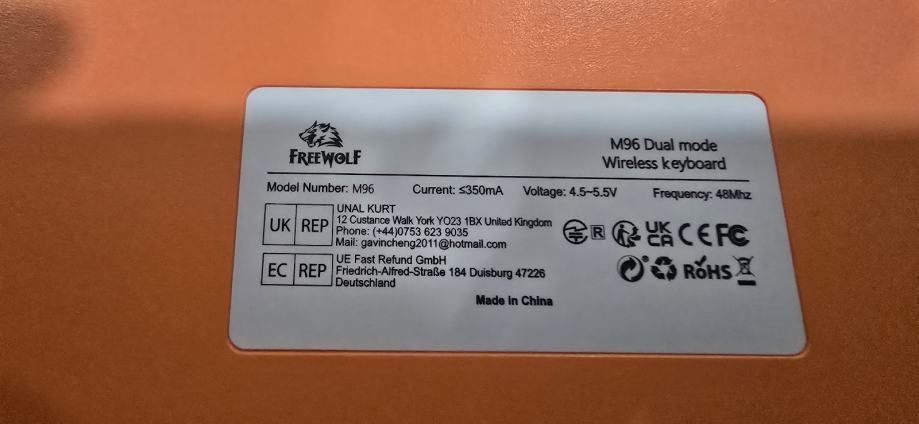 FREEWOLF
M96 Dual mode
Wireless keyboard
Model Number: M96 Current: ≤350mA Voltage: 4.5~5.5V Frequency: 48Mhz
UK REP
UNAL KURT
12 Custance Walk York YO23 1BX United Kingdom
Phone: (+44)0753 623 9035
Mail: gavincheng2011@hotmail.com
R UK CA CE FC
EC REP
UE Fast Refund GmbH
Friedrich-Alfred-Straße 184 Duisburg 47226
Deutschland
RoHS
Made in China